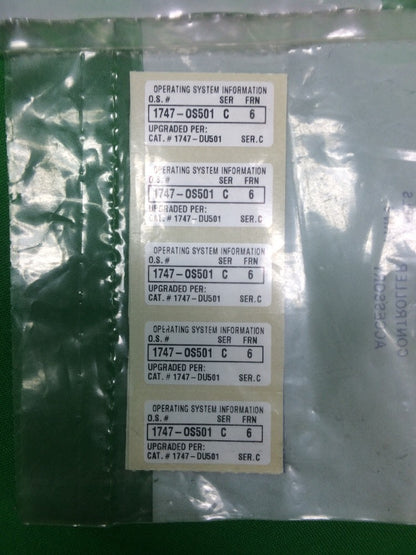 OPERATING SYSTEM INFORMATION
O.S. # SER FRN
1747-OS501 C 6
UPGRADED PER:
CAT. # 1747-DU501 SER.C
OPERATING SYSTEM INFORMATION
O.S. # SER FRN
1747-OS501 C 6
UPGRADED PER:
CAT. # 1747-DU501 SER.C
OPERATING SYSTEM INFORMATION
O.S. # SER FRN
1747-OS501 C 6
UPGRADED PER:
CAT. # 1747-DU501 SER.C
OPERATING SYSTEM INFORMATION
O.S. # SER FRN
1747-OS501 C 6
UPGRADED PER:
CAT. # 1747-DU501 SER.C
OPERATING SYSTEM INFORMATION
O.S. # SER FRN
1747-OS501 C 6
UPGRADED PER:
CAT. # 1747-DU501 SER.C
ACCESSORY
CONTROLLER